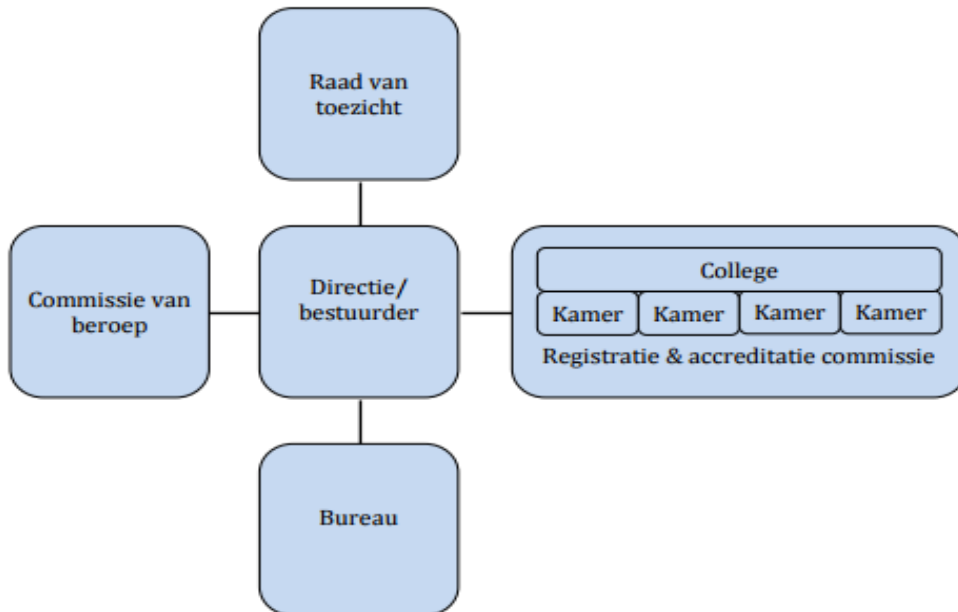 Raad van
toezicht
Commissie van
beroep
Directie/
bestuurder
College
Kamer Kamer Kamer Kamer
Registratie & accreditatie commissie
Bureau